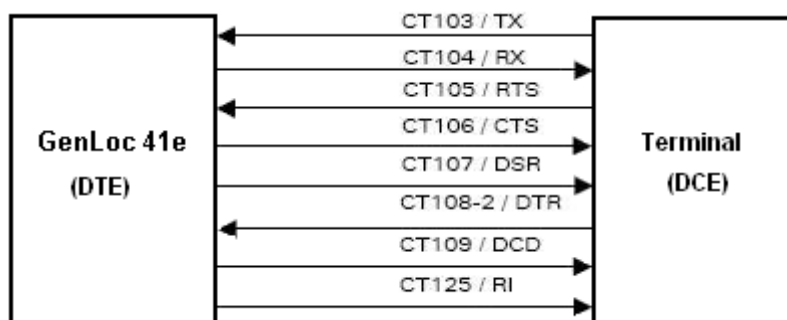 CT103 / TX
CT104 / RX
CT105 / RTS
CT106 / CTS
GenLoc 41e
(DTE)
Terminal
(DCE)
CT107 / DSR
CT108-2 / DTR
CT109 / DCD
CT125 / RI